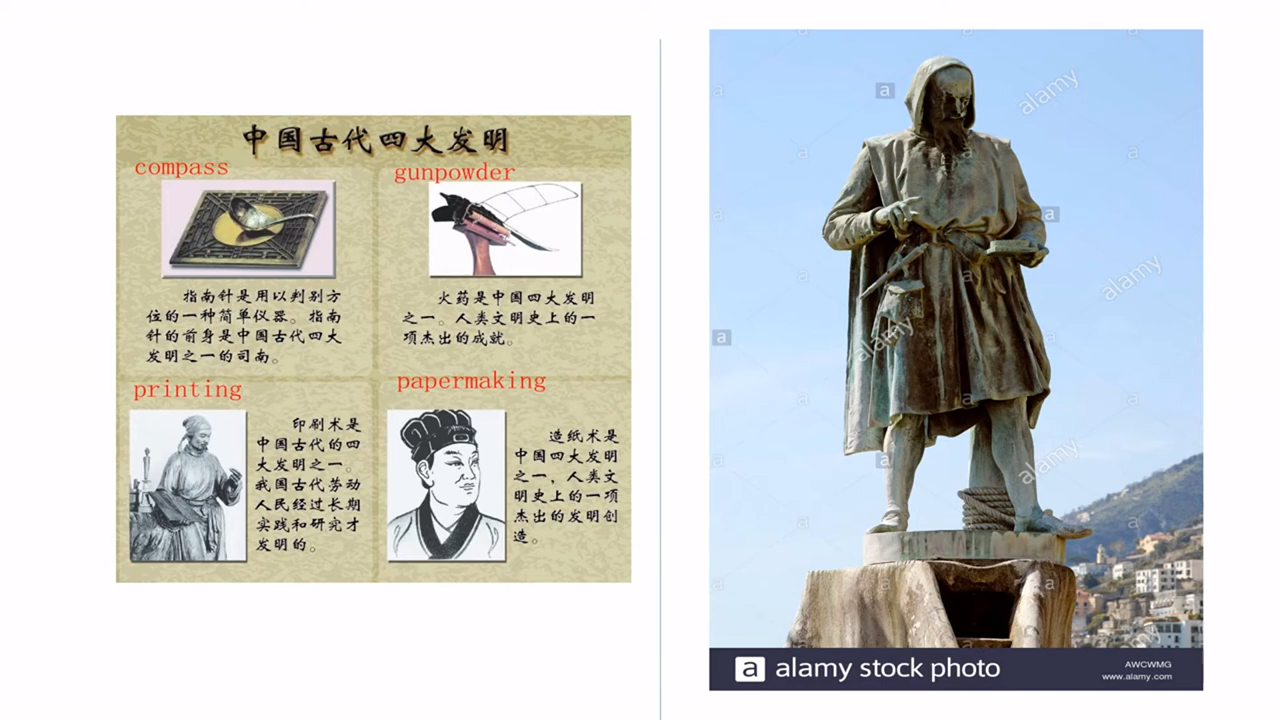 中国古代四大发明
compass
gunpowder
指南针是用以判别方
位的一种简单仪器。指南
针的前身是中国古代四大
发明之一的司南。
火药是中国四大发明
之一。人类文明史上的一
项杰出的成就。
printing
papermaking
印刷术是
中国古代的四
大发明之一。
我国古代劳动
人民经过长期
实践和研究才
发明的。
造纸术是
中国四大发明
之一，人类文
明史上的一项
杰出的发明创
造。
alamy
alamy
alamy
alamy
alamy
a alamy stock photo
AWCWMG
www.alamy.com